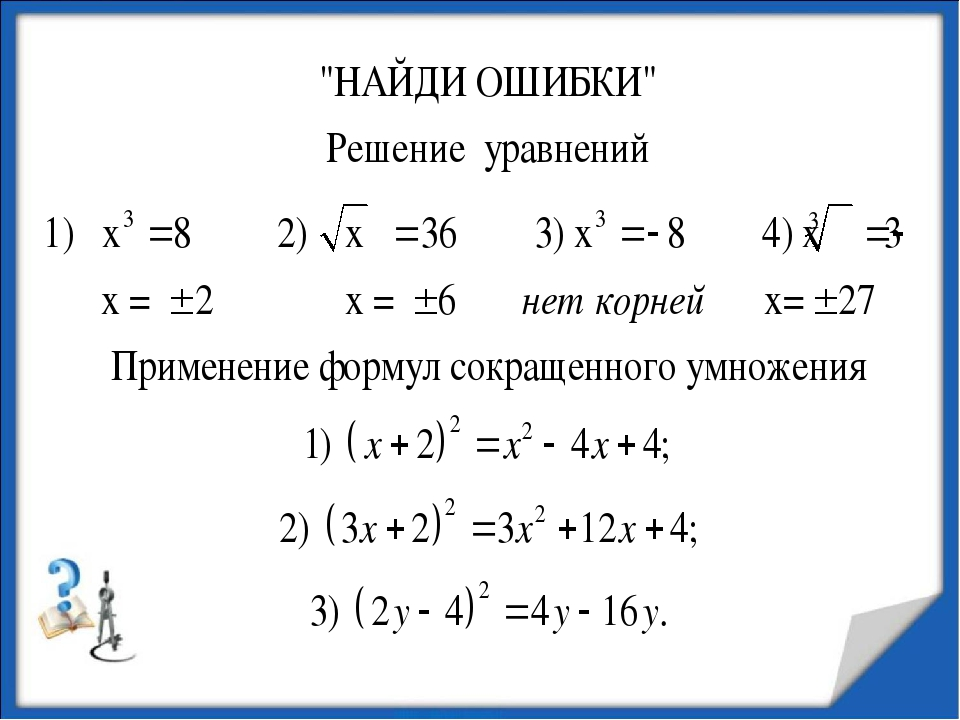 "НАЙДИ ОШИБКИ"
Решение уравнений
1) x³ =8 2) √x =36 3) x³ =- 8 4) ∛x =-3
x = ±2 x = ±6 нет корней x= ±27
Применение формул сокращенного умножения
1) (x+2)² =x² - 4x+4;
2) (3x+2)² =3x² +12x+4;
3) (2y- 4)² =4y- 16y.